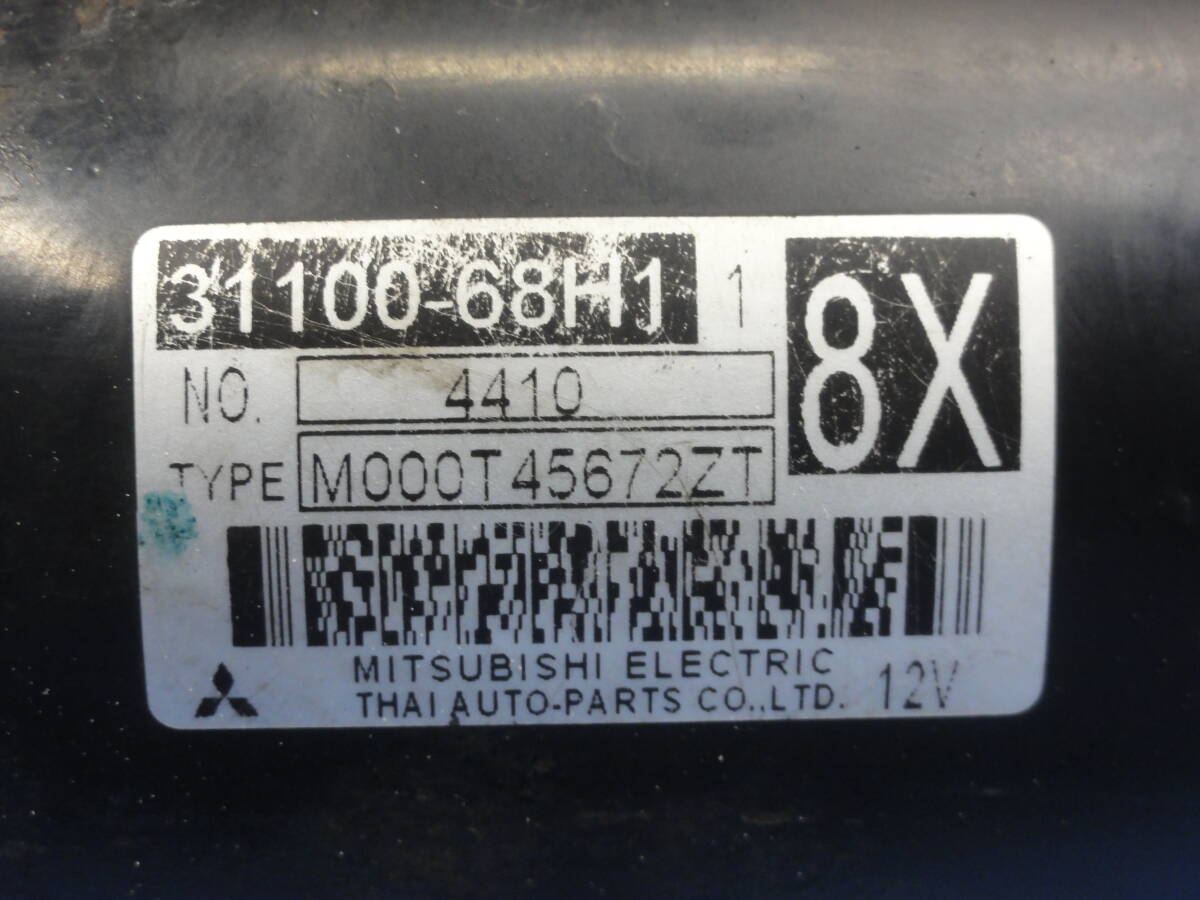 31100-68H1 1
8X
NO. 4410
TYPE M000T45672ZT
MITSUBISHI ELECTRIC
THAI AUTO-PARTS CO.,LTD. 12V